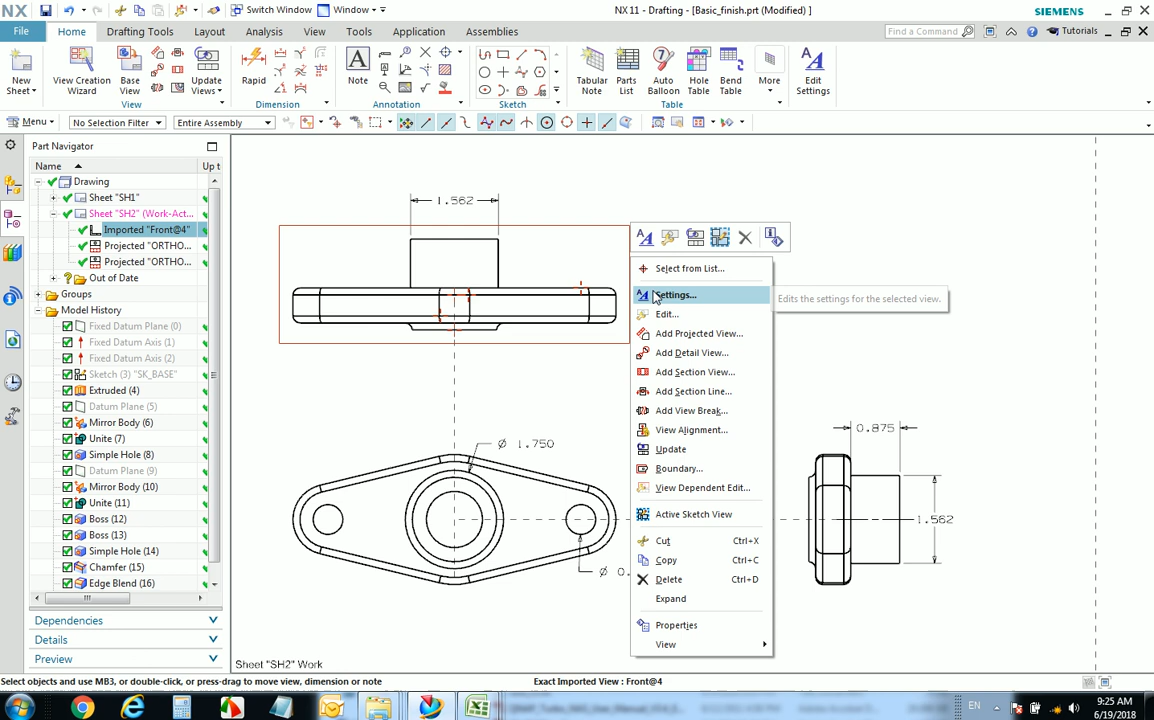 NX
Switch Window
Window
NX 11 - Drafting - [Basic_finish.prt (Modified) ]
SIEMENS
File
Home
Drafting Tools
Layout
Analysis
View
Tools
Application
Assemblies
Find a Command
Tutorials
New Sheet
View Creation Wizard
Base View
Update Views
Rapid
Note
Tabular Note
Parts List
Auto Balloon
Hole Table
Bend Table
More
Edit Settings
View
Dimension
Annotation
Sketch
Table
Menu
No Selection Filter
Entire Assembly
Part Navigator
Name
Up t
Drawing
Sheet "SH1"
Sheet "SH2" (Work-Act...
Imported "Front@4"
Projected "ORTHO...
Projected "ORTHO...
Out of Date
Groups
Model History
Fixed Datum Plane (0)
Fixed Datum Axis (1)
Fixed Datum Axis (2)
Sketch (3) "SK_BASE"
Extruded (4)
Datum Plane (5)
Mirror Body (6)
Unite (7)
Simple Hole (8)
Datum Plane (9)
Mirror Body (10)
Unite (11)
Boss (12)
Boss (13)
Simple Hole (14)
Chamfer (15)
Edge Blend (16)
Dependencies
Details
Preview
1.562
Ø 1.750
Ø 0.
0.875
1.562
Select from List...
Settings...
Edit...
Add Projected View...
Add Detail View...
Add Section View...
Add Section Line...
Add View Break...
View Alignment...
Update
Boundary...
View Dependent Edit...
Active Sketch View
Cut Ctrl+X
Copy Ctrl+C
Delete Ctrl+D
Expand
Properties
View
Edits the settings for the selected view.
Sheet "SH2" Work
Select objects and use MB3, or double-click, or press-drag to move view, dimension or note
Exact Imported View : Front@4
EN
9:25 AM
6/19/2018